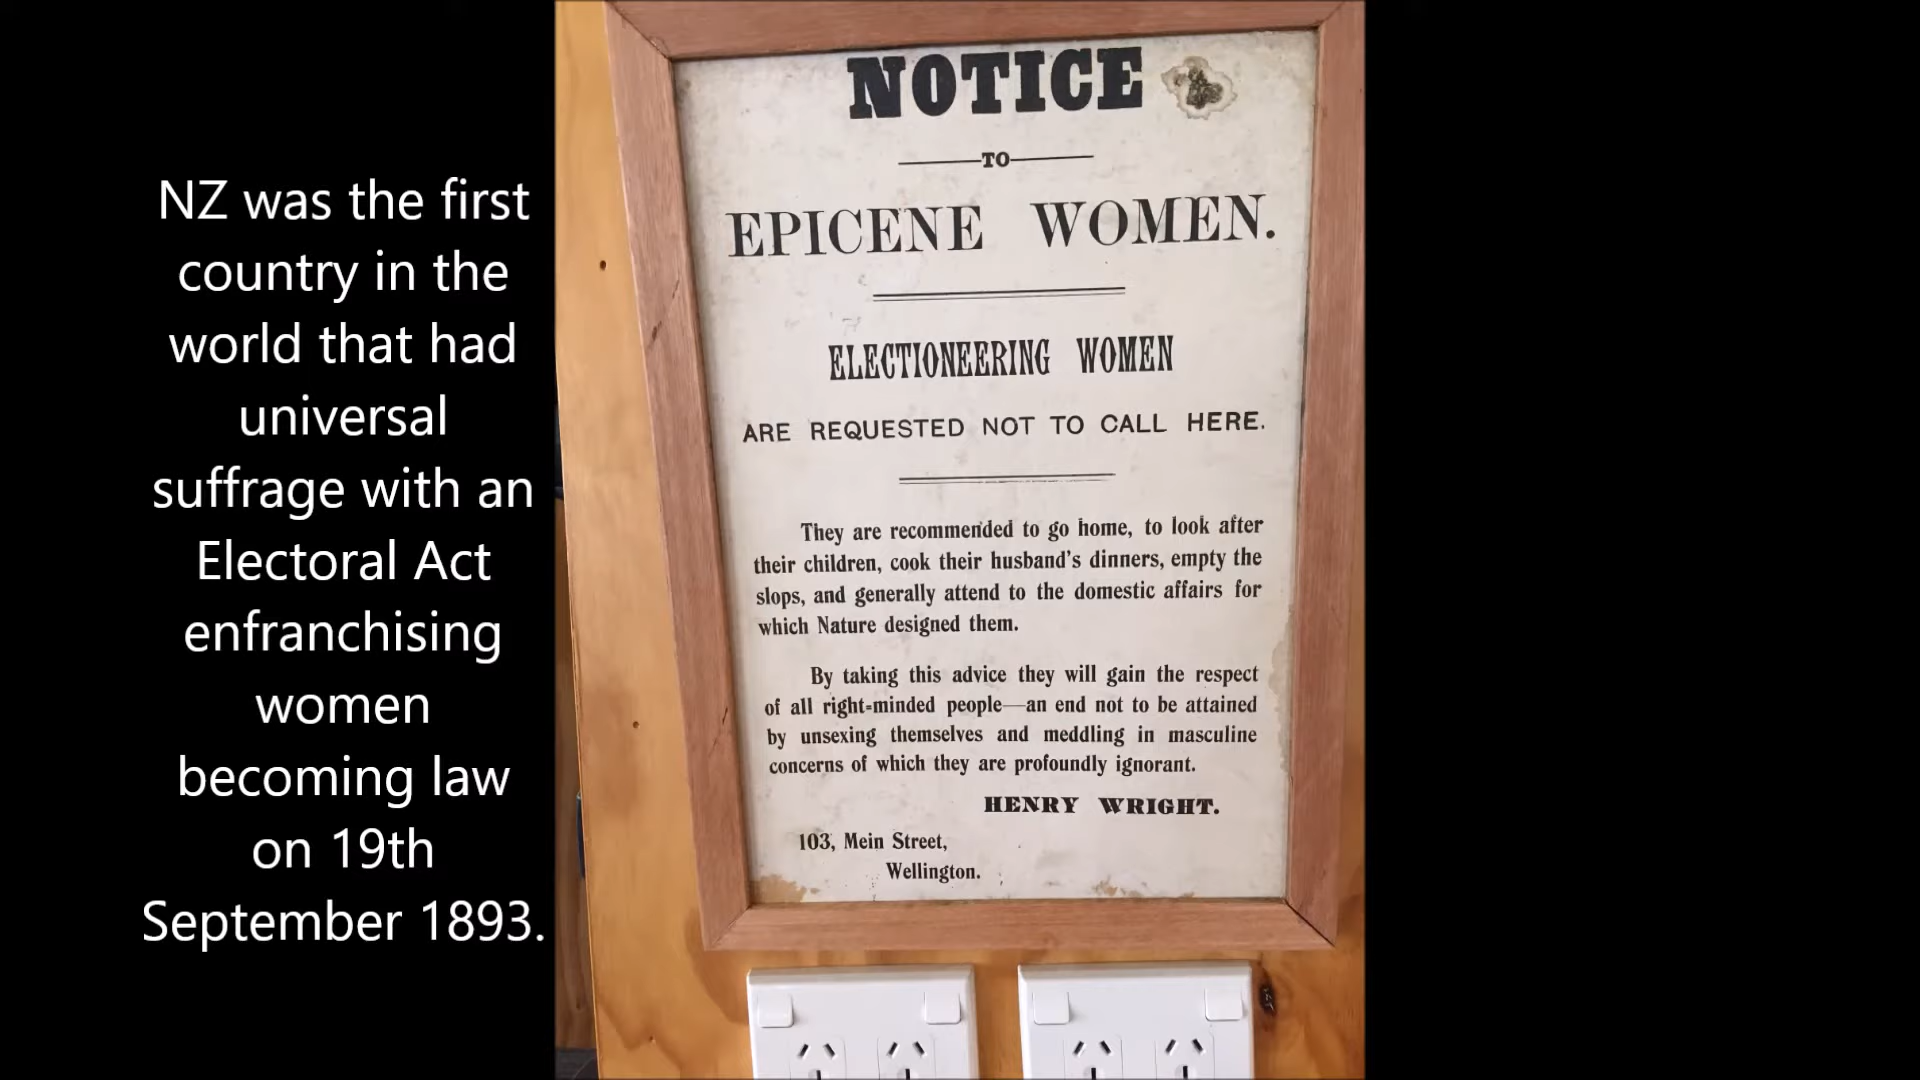 NZ was the first
country in the
world that had
universal
suffrage with an
Electoral Act
enfranchising
women
becoming law
on 19th
September 1893.
NOTICE
TO
EPICENE WOMEN.
ELECTIONEERING WOMEN
ARE REQUESTED NOT TO CALL HERE.
They are recommended to go home, to look after
their children, cook their husband's dinners, empty the
slops, and generally attend to the domestic affairs for
which Nature designed them.
By taking this advice they will gain the respect
of all right-minded people—an end not to be attained
by unsexing themselves and meddling in masculine
concerns of which they are profoundly ignorant.
HENRY WRIGHT.
103, Mein Street,
Wellington.